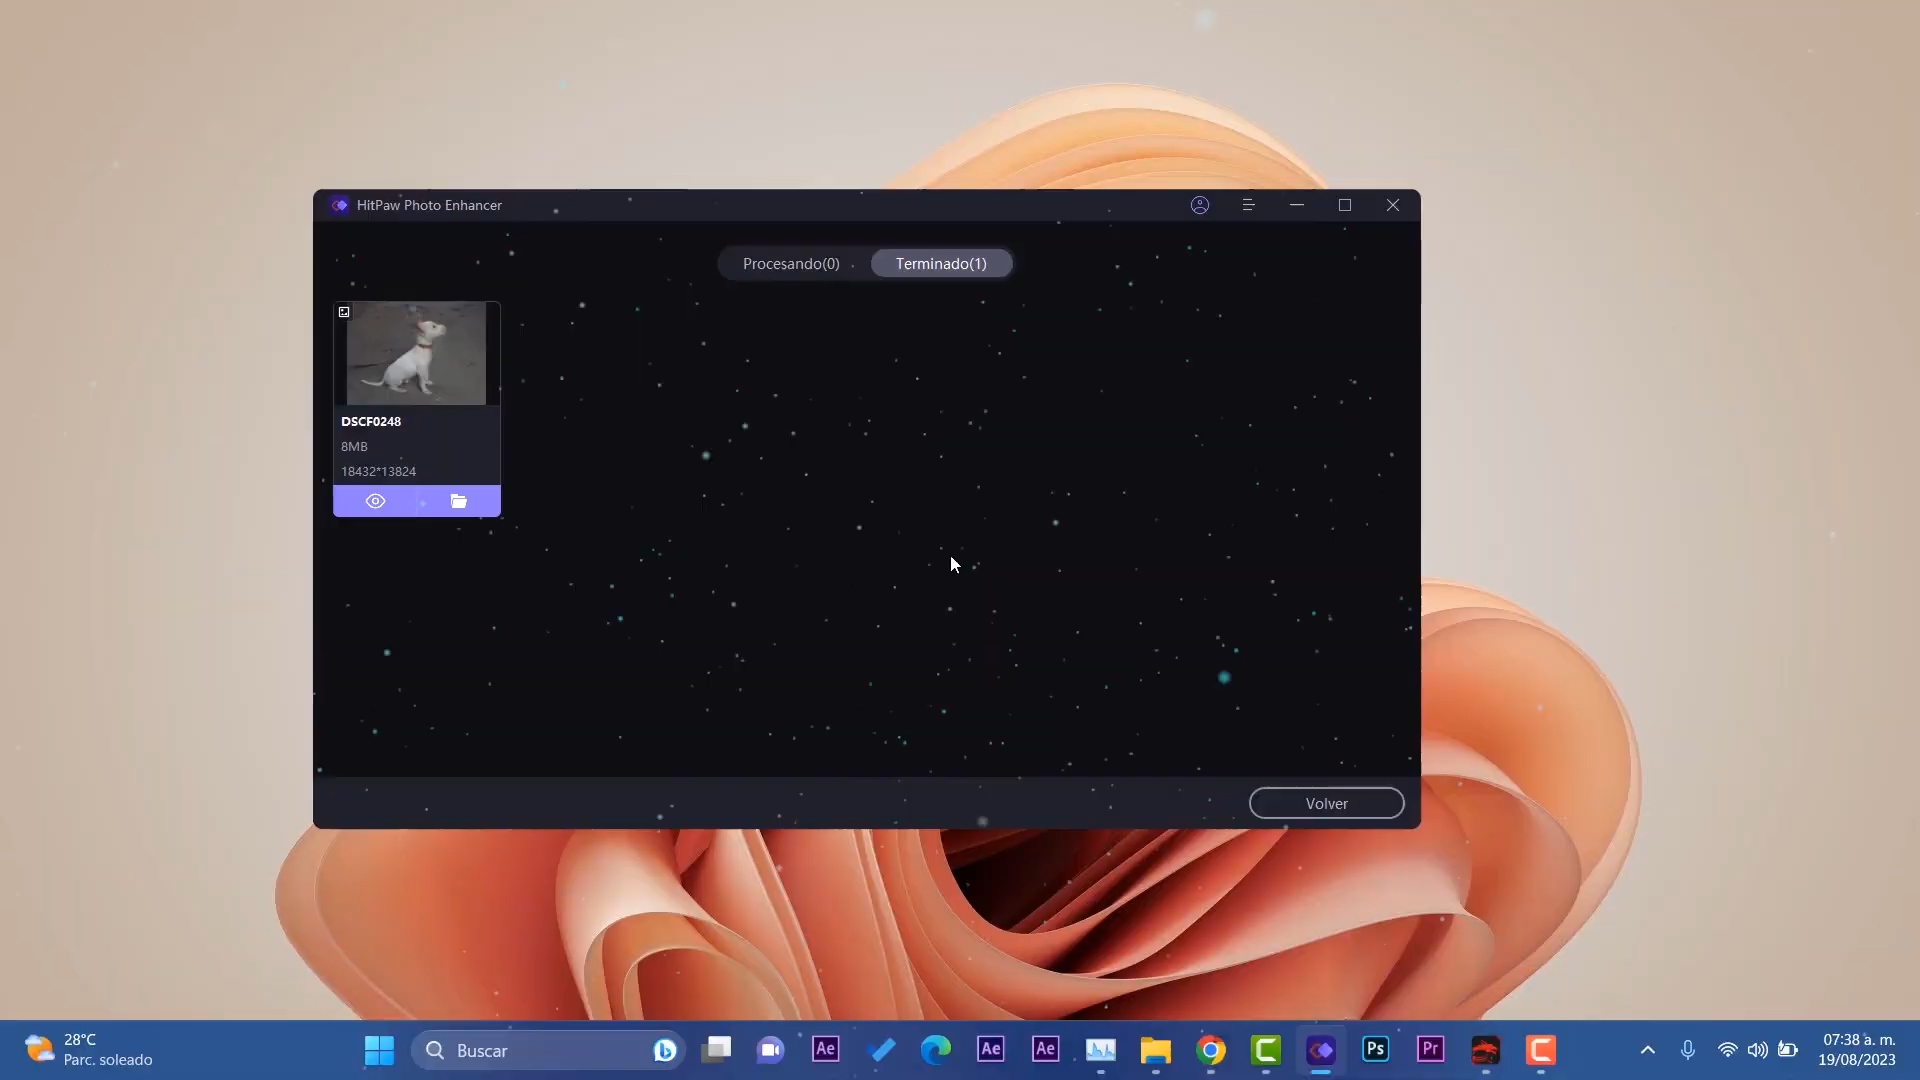 HitPaw Photo Enhancer
Procesando(0)
Terminado(1)
DSCF0248
8MB
18432*13824
Volver
28°C
Parc. soleado
Buscar
Ae
Ae
Ae
Ps
Pr
07:38 a. m.
19/08/2023